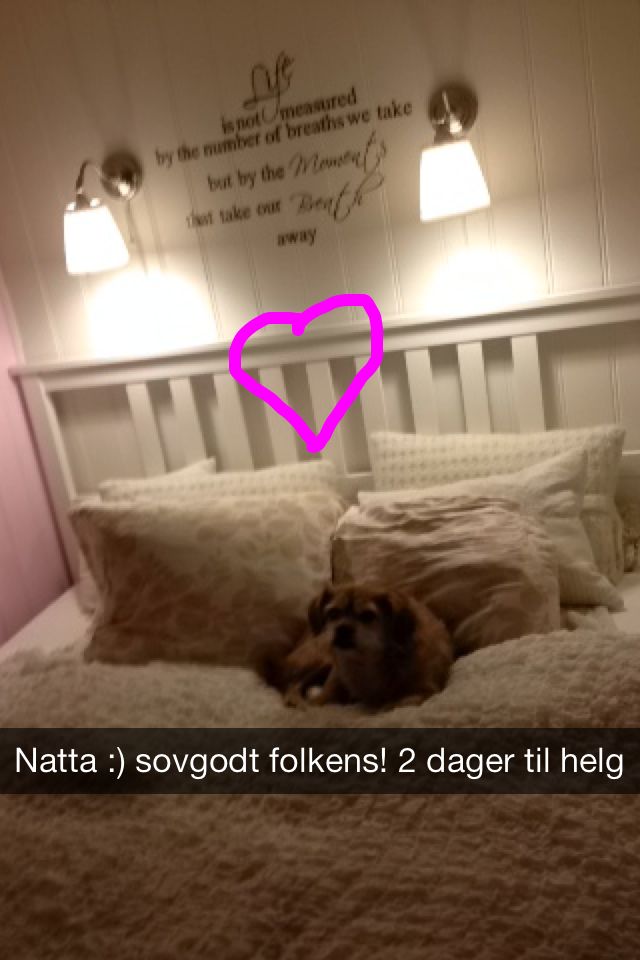 Life
is not measured
by the number of breaths we take
but by the Moments
that take our Breath
away
Natta :) sovgodt folkens! 2 dager til helg